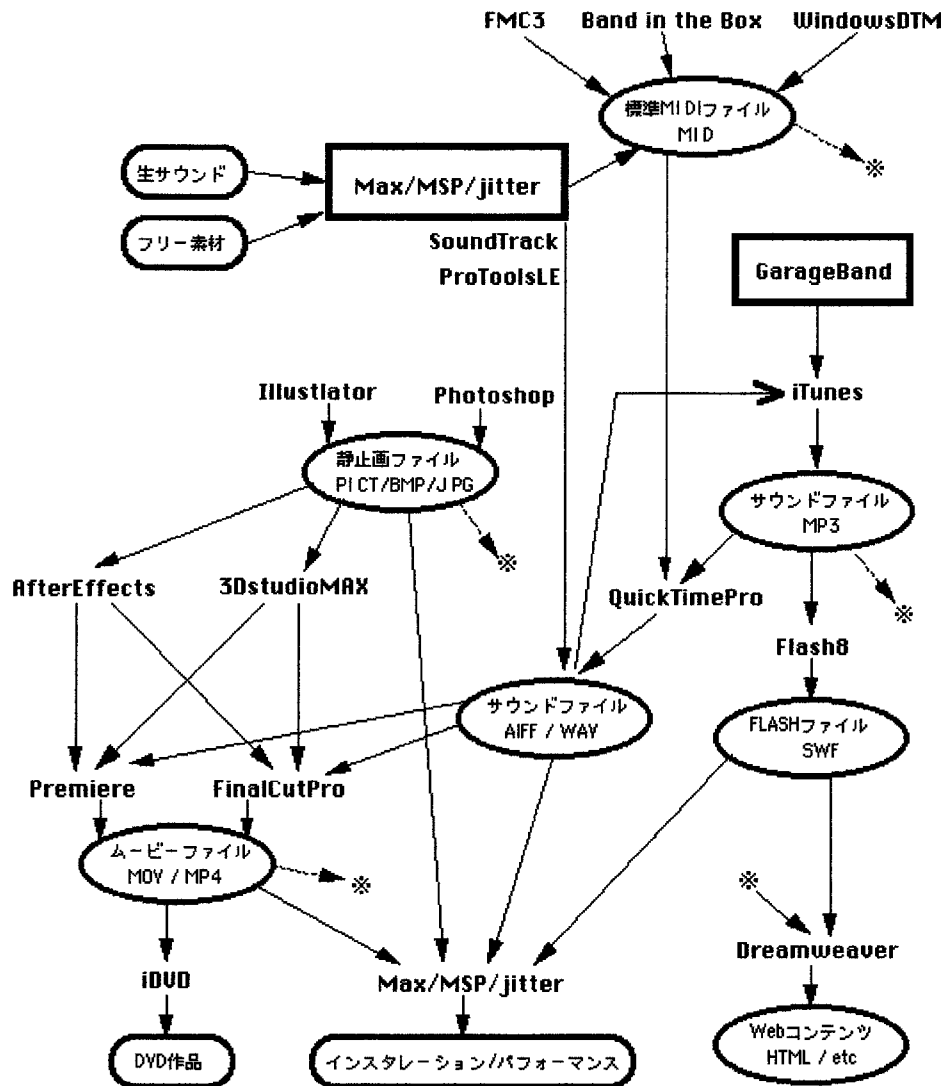 FMC3
Band in the Box
WindowsDTM
標準MIDIファイル
MID
※
生サウンド
Max/MSP/jitter
フリー素材
SoundTrack
ProToolsLE
GarageBand
Illustlator
Photoshop
iTunes
静止画ファイル
PICT/BMP/JPG
サウンドファイル
MP3
※
AfterEffects
3DstudioMAX
QuickTimePro
※
Flash8
サウンドファイル
AIFF / WAV
FLASHファイル
SWF
Premiere
FinalCutPro
ムービーファイル
MOV / MP4
※
※
Dreamweaver
iDVD
Max/MSP/jitter
DVD作品
インスタレーション/パフォーマンス
Webコンテンツ
HTML / etc